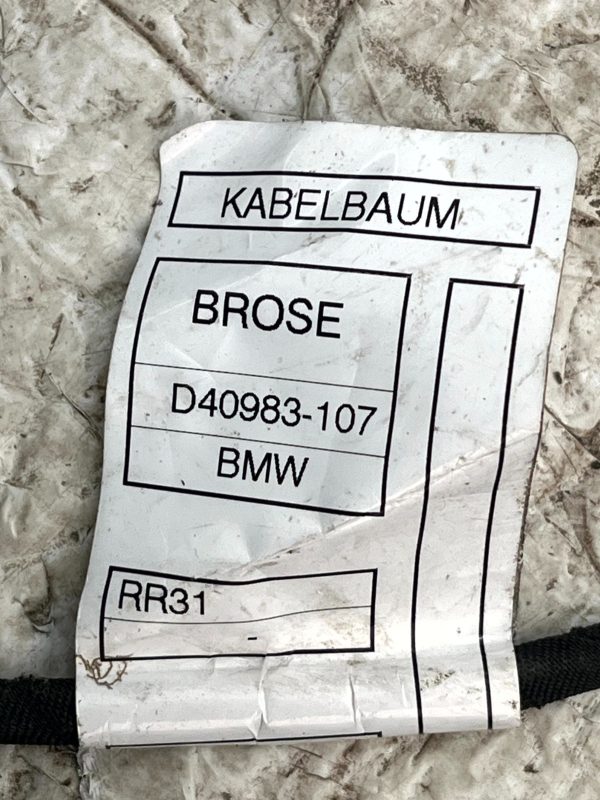 KABELBAUM
BROSE
D40983-107
BMW
RR31
-